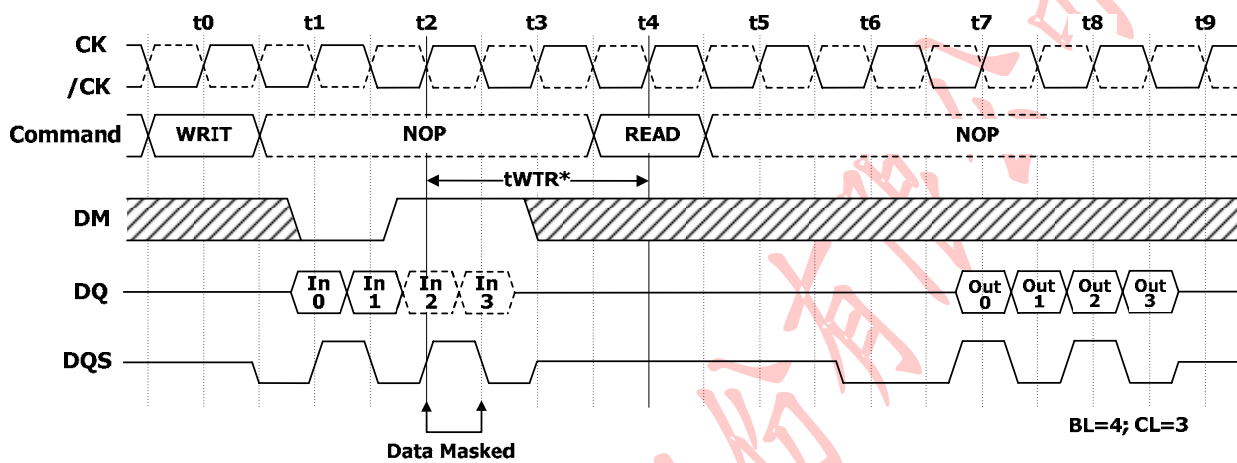 t0 t1 t2 t3 t4 t5 t6 t7 t8 t9
CK
/CK
Command WRIT NOP READ NOP
tWTR*
DM
DQ In 0 In 1 In 2 In 3 Out 0 Out 1 Out 2 Out 3
DQS
Data Masked
BL=4; CL=3